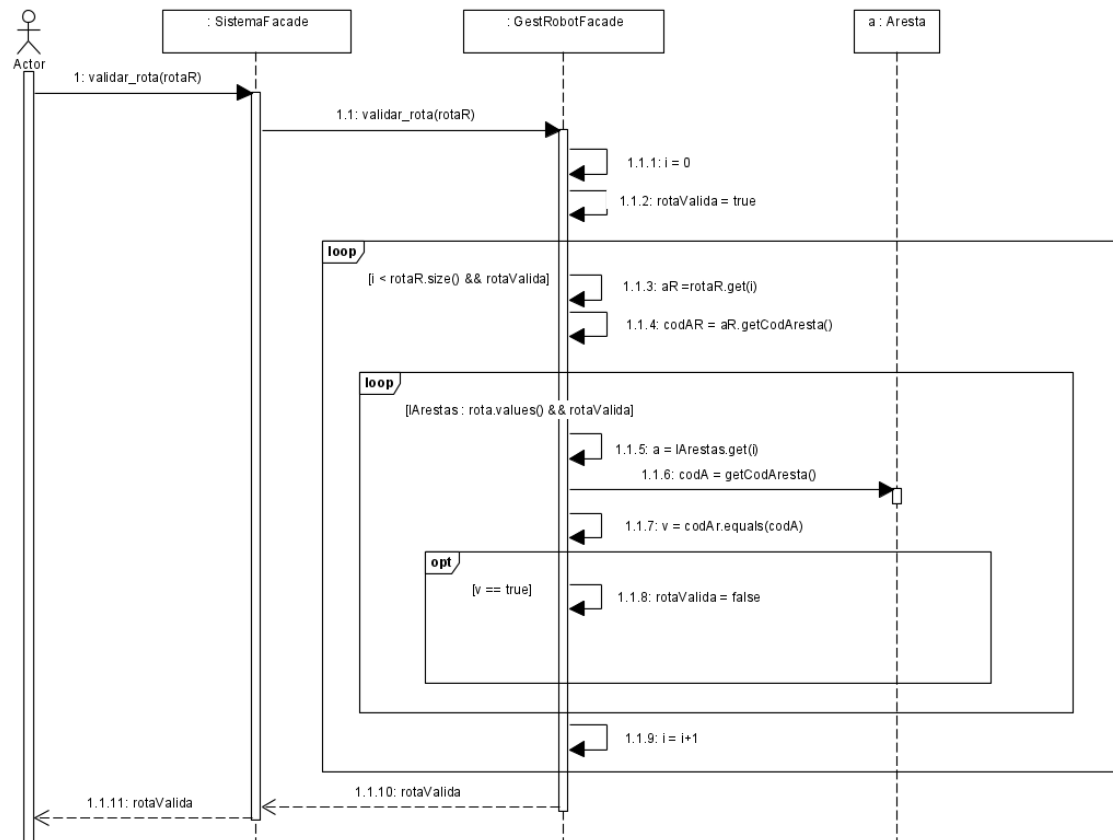 : SistemaFacade
: GestRobotFacade
a : Aresta
Actor
1: validar_rota(rotaR)
1.1: validar_rota(rotaR)
1.1.1: i = 0
1.1.2: rotaValida = true
loop
[i < rotaR.size() && rotaValida]
1.1.3: aR =rotaR.get(i)
1.1.4: codAR = aR.getCodAresta()
loop
[lArestas : rota.values() && rotaValida]
1.1.5: a = lArestas.get(i)
1.1.6: codA = getCodAresta()
1.1.7: v = codAr.equals(codA)
opt
[v == true]
1.1.8: rotaValida = false
1.1.9: i = i+1
1.1.10: rotaValida
1.1.11: rotaValida